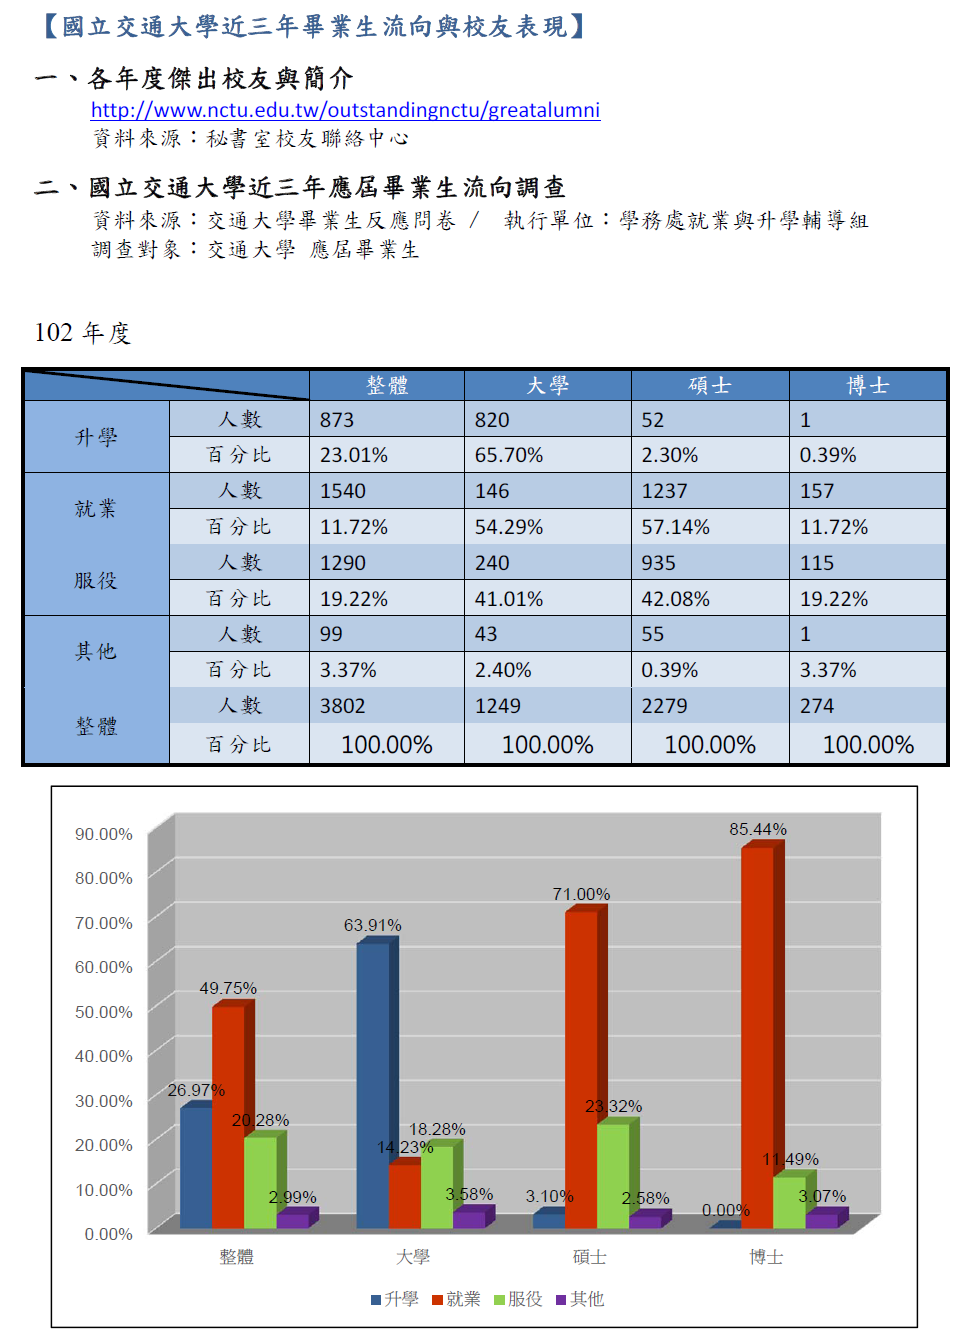 【國立交通大學近三年畢業生流向與校友表現】
一、各年度傑出校友與簡介
http://www.nctu.edu.tw/outstandingnctu/greatalumni
資料來源：秘書室校友聯絡中心
二、國立交通大學近三年應屆畢業生流向調查
資料來源：交通大學畢業生反應問卷 / 執行單位：學務處就業與升學輔導組
調查對象：交通大學 應屆畢業生
102 年度
整體 大學 碩士 博士
升學 人數 873 820 52 1
百分比 23.01% 65.70% 2.30% 0.39%
就業 人數 1540 146 1237 157
百分比 11.72% 54.29% 57.14% 11.72%
服役 人數 1290 240 935 115
百分比 19.22% 41.01% 42.08% 19.22%
其他 人數 99 43 55 1
百分比 3.37% 2.40% 0.39% 3.37%
整體 人數 3802 1249 2279 274
百分比 100.00% 100.00% 100.00% 100.00%
90.00%
80.00%
70.00%
60.00%
50.00%
40.00%
30.00%
20.00%
10.00%
0.00%
26.97% 49.75% 20.28% 2.99%
63.91% 14.23% 18.28% 3.58%
3.10% 71.00% 23.32% 2.58%
0.00% 85.44% 11.49% 3.07%
整體 大學 碩士 博士
升學 就業 服役 其他